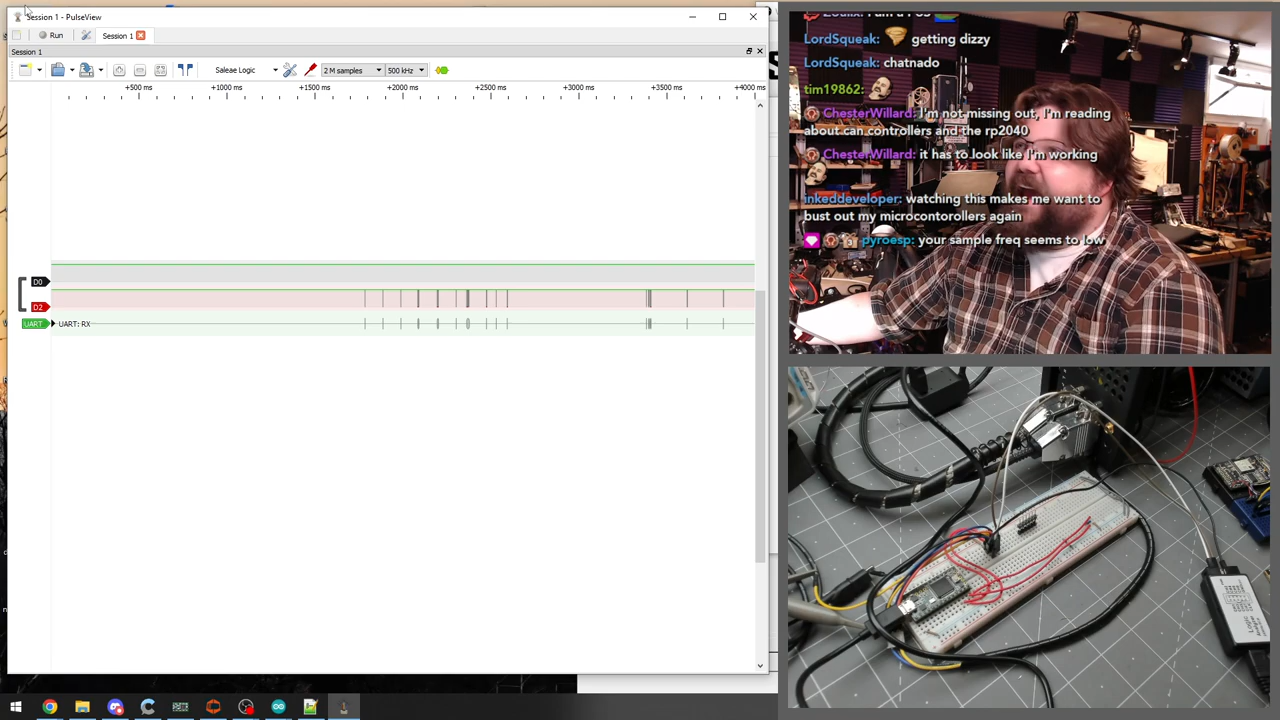 Session 1 - PulseView
Run
Session 1
Session 1
Saleae Logic
2 M samples
500 kHz
+500 ms
+1000 ms
+1500 ms
+2000 ms
+2500 ms
+3000 ms
+3500 ms
+4000 ms
D0
D2
UART
UART: RX
LordSqueak: getting dizzy
LordSqueak: chatnado
tim19862:
ChesterWillard: I'm not missing out, I'm reading
about can controllers and the rp2040
ChesterWillard: it has to look like I'm working
inkeddeveloper: watching this makes me want to
bust out my microcontorollers again
pyroesp: your sample freq seems to low
Logic